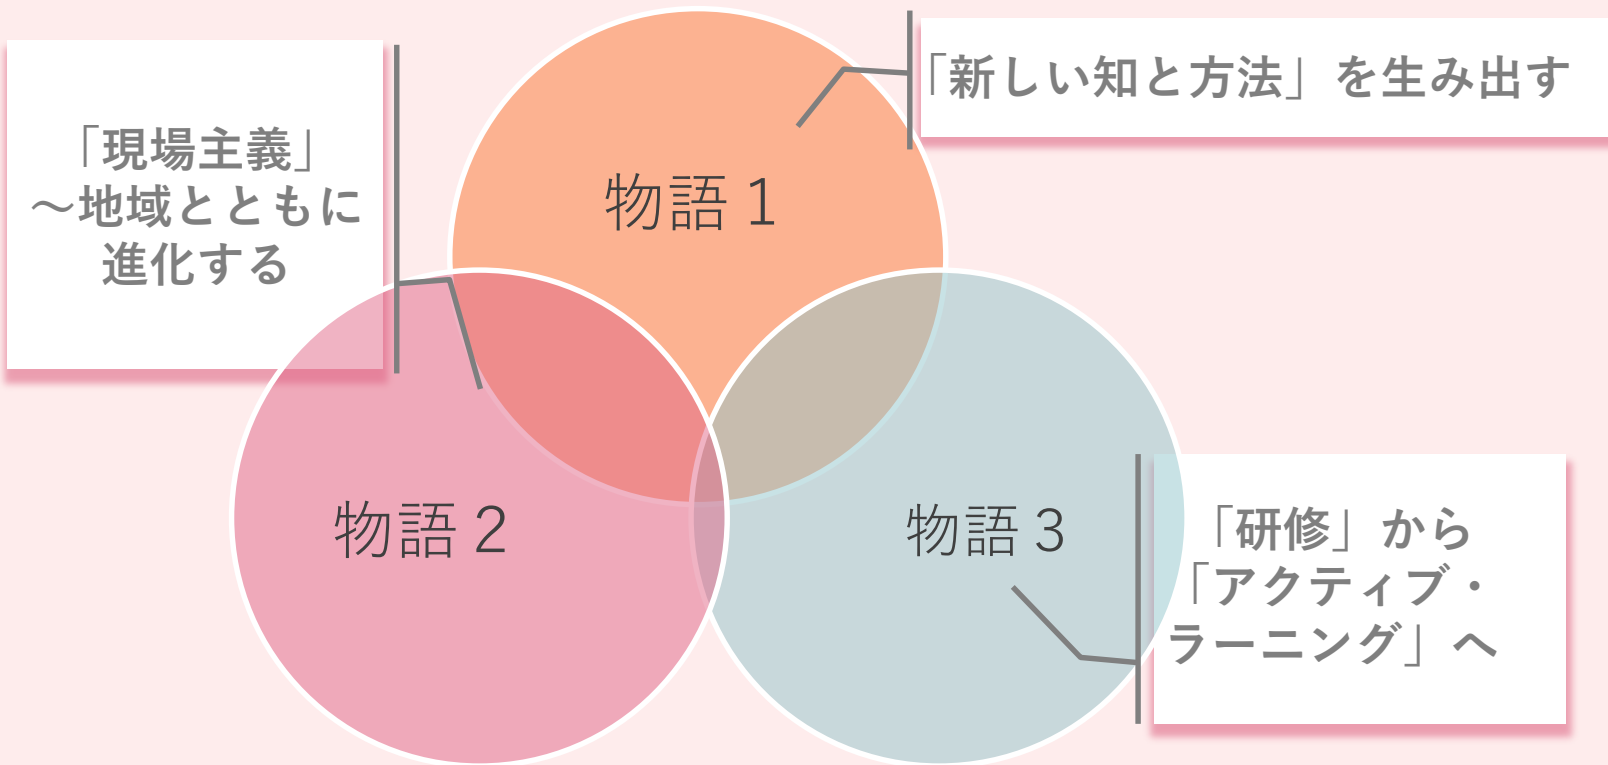 「新しい知と方法」を生み出す
「現場主義」
～地域とともに
進化する
物語１
物語２
物語３
「研修」から
「アクティブ・
ラーニング」へ